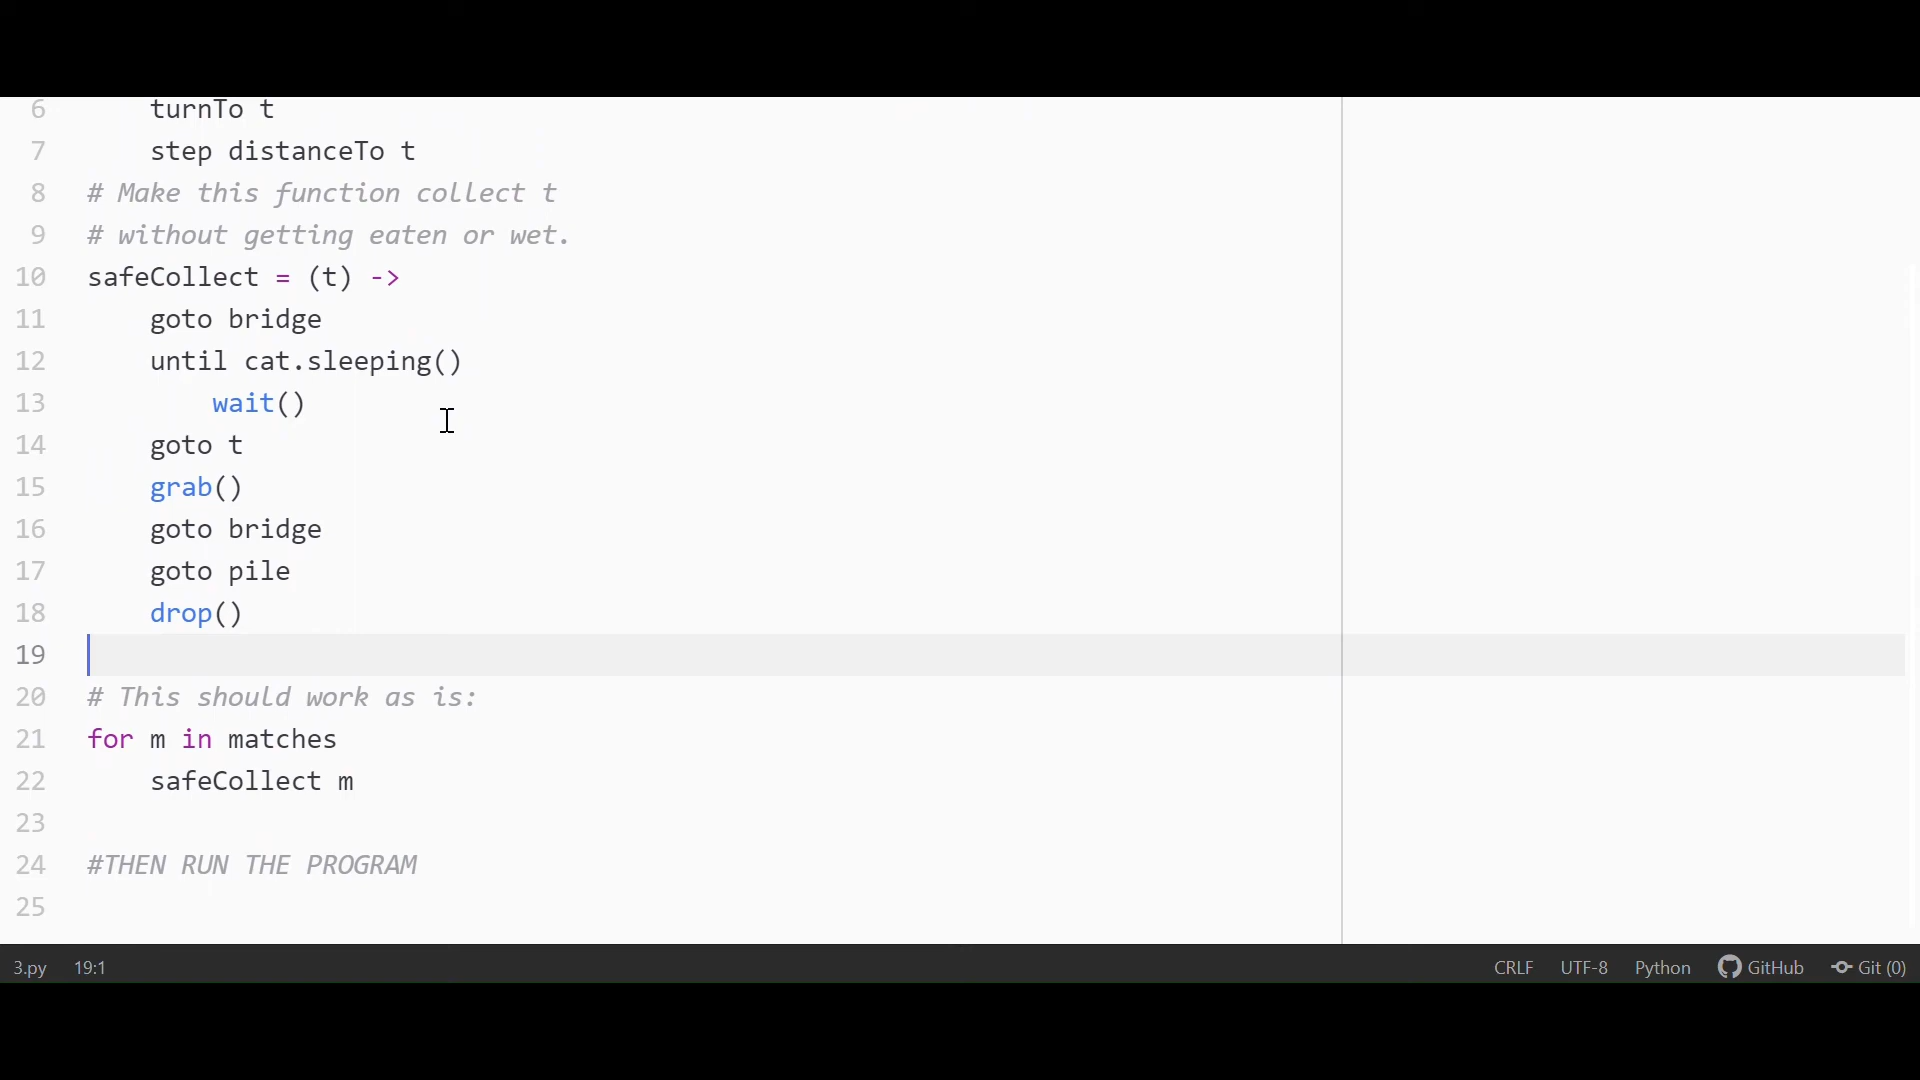 6 turnTo t
7 step distanceTo t
8 # Make this function collect t
9 # without getting eaten or wet.
10 safeCollect = (t) ->
11 goto bridge
12 until cat.sleeping()
13 wait()
14 goto t
15 grab()
16 goto bridge
17 goto pile
18 drop()
19
20 # This should work as is:
21 for m in matches
22 safeCollect m
23
24 #THEN RUN THE PROGRAM
25
3.py 19:1 CRLF UTF-8 Python GitHub Git (0)